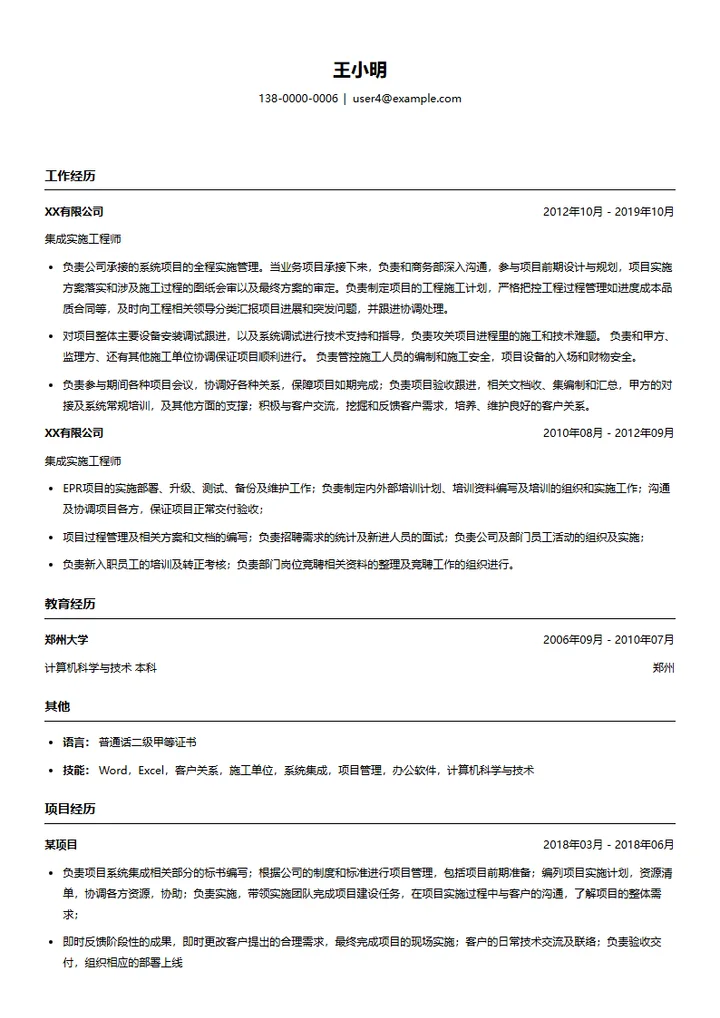 王小明
138-0000-0006 | user4@example.com
工作经历
XX有限公司 2012年10月 - 2019年10月
集成实施工程师
• 负责公司承接的系统项目的全程实施管理。当业务项目承接下来，负责和商务部深入沟通，参与项目前期设计与规划，项目实施
方案落实和涉及施工过程的图纸会审以及最终方案的审定。负责制定项目的工程施工计划，严格把控工程过程管理如进度成本品
质合同等，及时向工程相关领导分类汇报项目进展和突发问题，并跟进协调处理。
• 对项目整体主要设备安装调试跟进，以及系统调试进行技术支持和指导，负责攻关项目进程里的施工和技术难题。 负责和甲方、
监理方、还有其他施工单位协调保证项目顺利进行。 负责管控施工人员的编制和施工安全，项目设备的入场和财物安全。
• 负责参与期间各种项目会议，协调好各种关系，保障项目如期完成；负责项目验收跟进，相关文档收、集编制和汇总，甲方的对
接及系统常规培训，及其他方面的支撑；积极与客户交流，挖掘和反馈客户需求，培养、维护良好的客户关系。
XX有限公司 2010年08月 - 2012年09月
集成实施工程师
• EPR项目的实施部署、升级、测试、备份及维护工作；负责制定内外部培训计划、培训资料编写及培训的组织和实施工作；沟通
及协调项目各方，保证项目正常交付验收；
• 项目过程管理及相关方案和文档的编写；负责招聘需求的统计及新进人员的面试；负责公司及部门员工活动的组织及实施；
• 负责新入职员工的培训及转正考核；负责部门岗位竞聘相关资料的整理及竞聘工作的组织进行。
教育经历
郑州大学 2006年09月 - 2010年07月
计算机科学与技术 本科 郑州
其他
• 语言： 普通话二级甲等证书
• 技能： Word，Excel，客户关系，施工单位，系统集成，项目管理，办公软件，计算机科学与技术
项目经历
某项目 2018年03月 - 2018年06月
• 负责项目系统集成相关部分的标书编写；根据公司的制度和标准进行项目管理，包括项目前期准备；编列项目实施计划，资源清
单，协调各方资源，协助；负责实施，带领实施团队完成项目建设任务，在项目实施过程中与客户的沟通，了解项目的整体需
求；
• 即时反馈阶段性的成果，即时更改客户提出的合理需求，最终完成项目的现场实施；客户的日常技术交流及联络；负责验收交
付，组织相应的部署上线